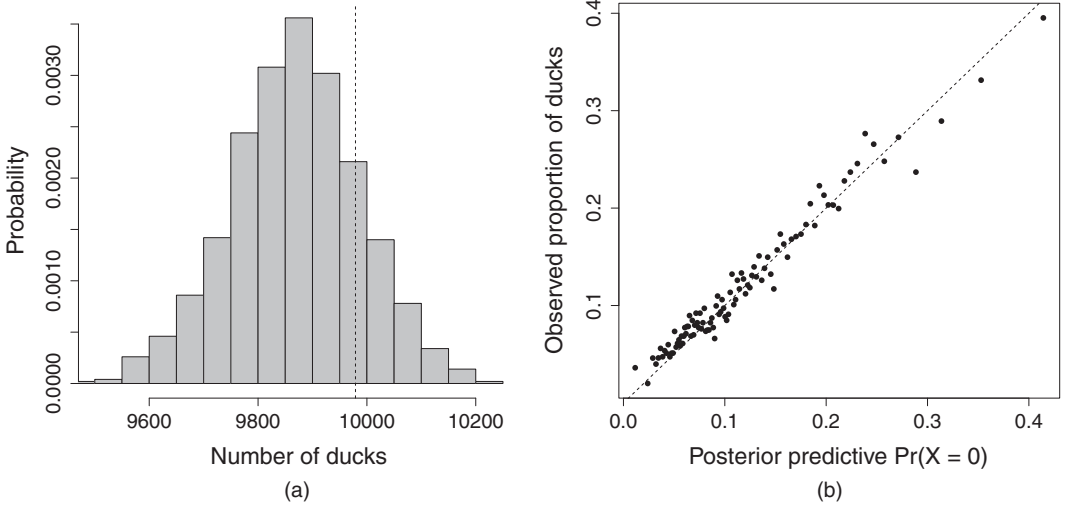 Probability
0.0000
0.0010
0.0020
0.0030
9600
9800
10000
10200
Number of ducks
(a)
Observed proportion of ducks
0.1
0.2
0.3
0.4
0.0
0.1
0.2
0.3
0.4
Posterior predictive Pr(X = 0)
(b)